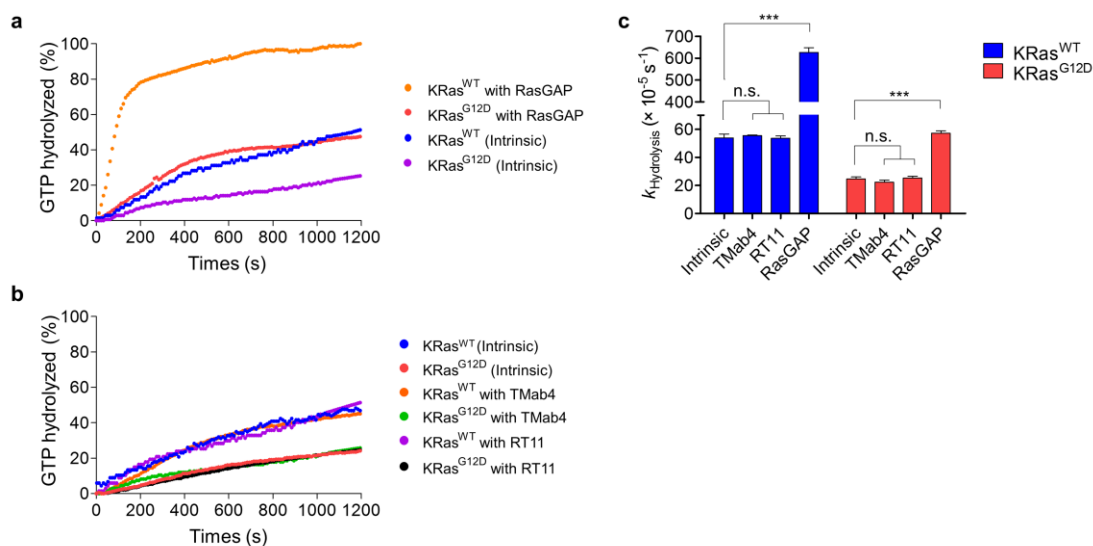 a
GTP hydrolyzed (%)
100
80
60
40
20
0
0 200 400 600 800 1000 1200
Times (s)
KRasWT with RasGAP
KRasG12D with RasGAP
KRasWT (Intrinsic)
KRasG12D (Intrinsic)
b
GTP hydrolyzed (%)
100
80
60
40
20
0
0 200 400 600 800 1000 1200
Times (s)
KRasWT (Intrinsic)
KRasG12D (Intrinsic)
KRasWT with TMab4
KRasG12D with TMab4
KRasWT with RT11
KRasG12D with RT11
c
kHydrolysis (× 10-5 s-1)
700
600
500
400
60
40
20
0
***
n.s.
***
n.s.
Intrinsic
TMab4
RT11
RasGAP
Intrinsic
TMab4
RT11
RasGAP
KRasWT
KRasG12D